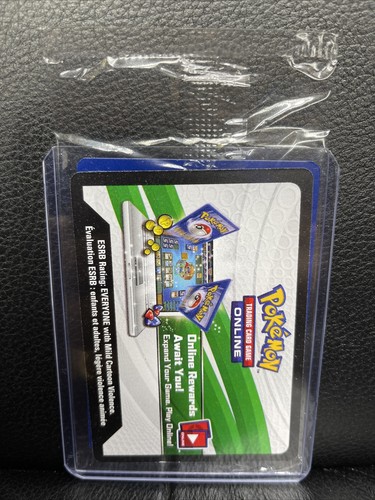 POKÉMON
TRADING CARD GAME
ONLINE
Online Rewards
Await You!
Expand Your Game, Play Online!
ESRB Rating: EVERYONE with Mild Cartoon Violence.
Évaluation ESRB : enfants et adultes, légère violence animée